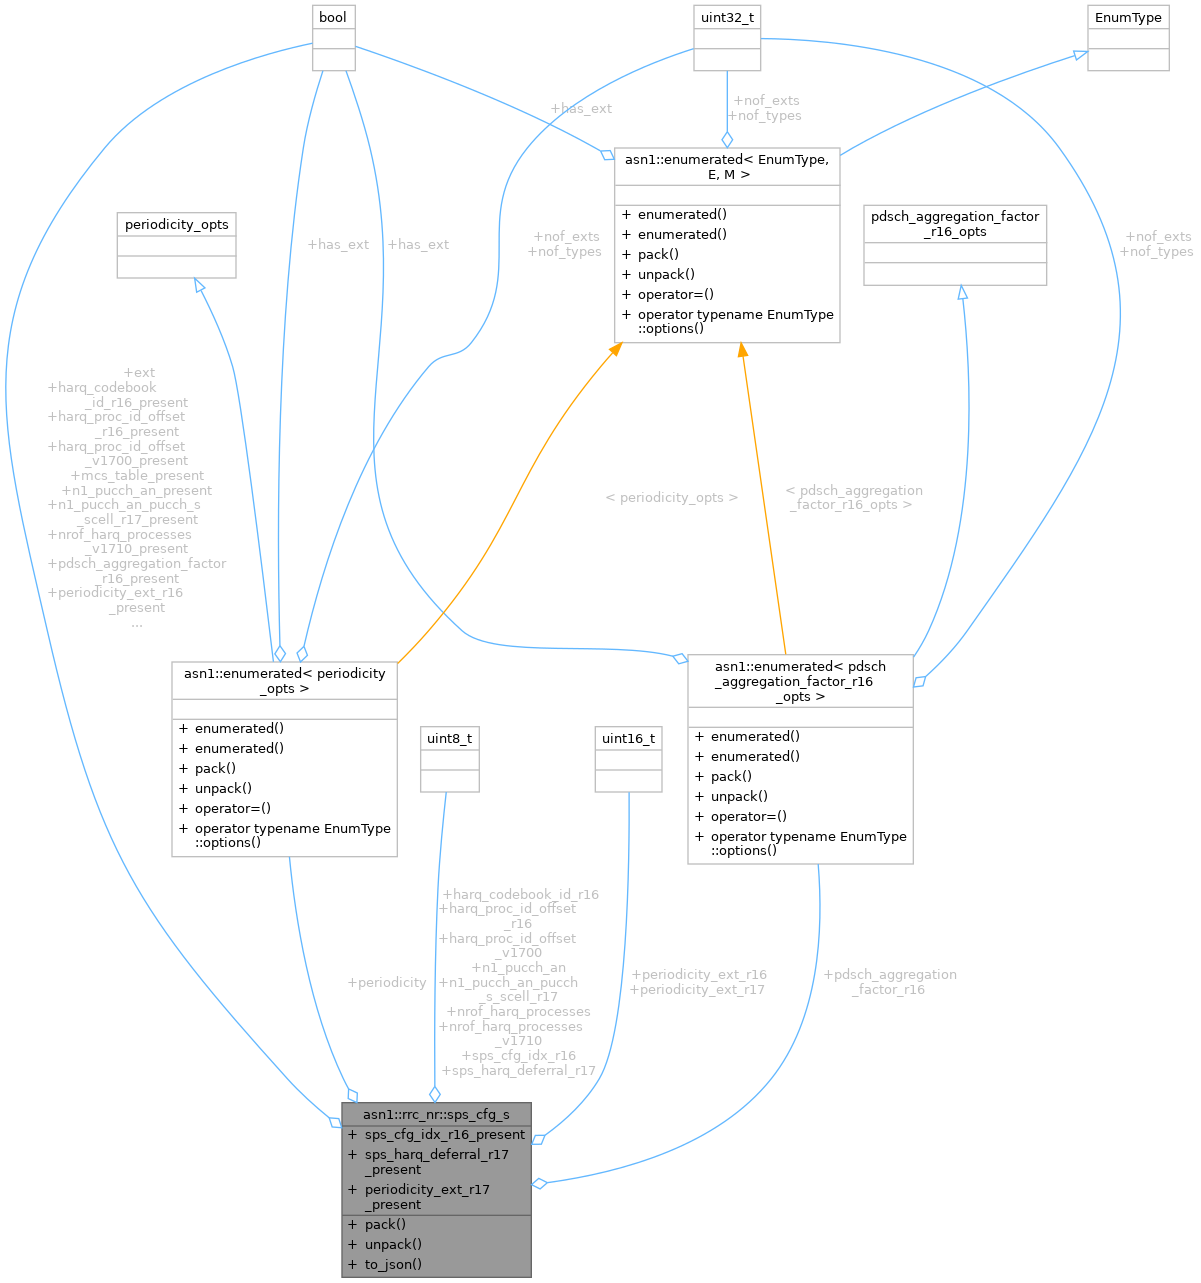 bool
uint32_t
EnumType
+has_ext
+nof_exts
+nof_types
asn1::enumerated< EnumType,
E, M >
+ enumerated()
+ enumerated()
+ pack()
+ unpack()
+ operator=()
+ operator typename EnumType
::options()
periodicity_opts
pdsch_aggregation_factor
_r16_opts
+has_ext
+has_ext
+nof_exts
+nof_types
+nof_exts
+nof_types
+ext
+harq_codebook
_id_r16_present
+harq_proc_id_offset
_r16_present
+harq_proc_id_offset
_v1700_present
+mcs_table_present
+n1_pucch_an_present
+n1_pucch_an_pucch_s
_scell_r17_present
+nrof_harq_processes
_v1710_present
+pdsch_aggregation_factor
_r16_present
+periodicity_ext_r16
_present
...
< periodicity_opts >
< pdsch_aggregation
_factor_r16_opts >
asn1::enumerated< periodicity
_opts >
+ enumerated()
+ enumerated()
+ pack()
+ unpack()
+ operator=()
+ operator typename EnumType
::options()
uint8_t
uint16_t
asn1::enumerated< pdsch
_aggregation_factor_r16
_opts >
+ enumerated()
+ enumerated()
+ pack()
+ unpack()
+ operator=()
+ operator typename EnumType
::options()
+periodicity
+harq_codebook_id_r16
+harq_proc_id_offset
_r16
+harq_proc_id_offset
_v1700
+n1_pucch_an
+n1_pucch_an_pucch
_s_scell_r17
+nrof_harq_processes
+nrof_harq_processes
_v1710
+sps_cfg_idx_r16
+sps_harq_deferral_r17
+periodicity_ext_r16
+periodicity_ext_r17
+pdsch_aggregation
_factor_r16
asn1::rrc_nr::sps_cfg_s
+ sps_cfg_idx_r16_present
+ sps_harq_deferral_r17
_present
+ periodicity_ext_r17
_present
+ pack()
+ unpack()
+ to_json()